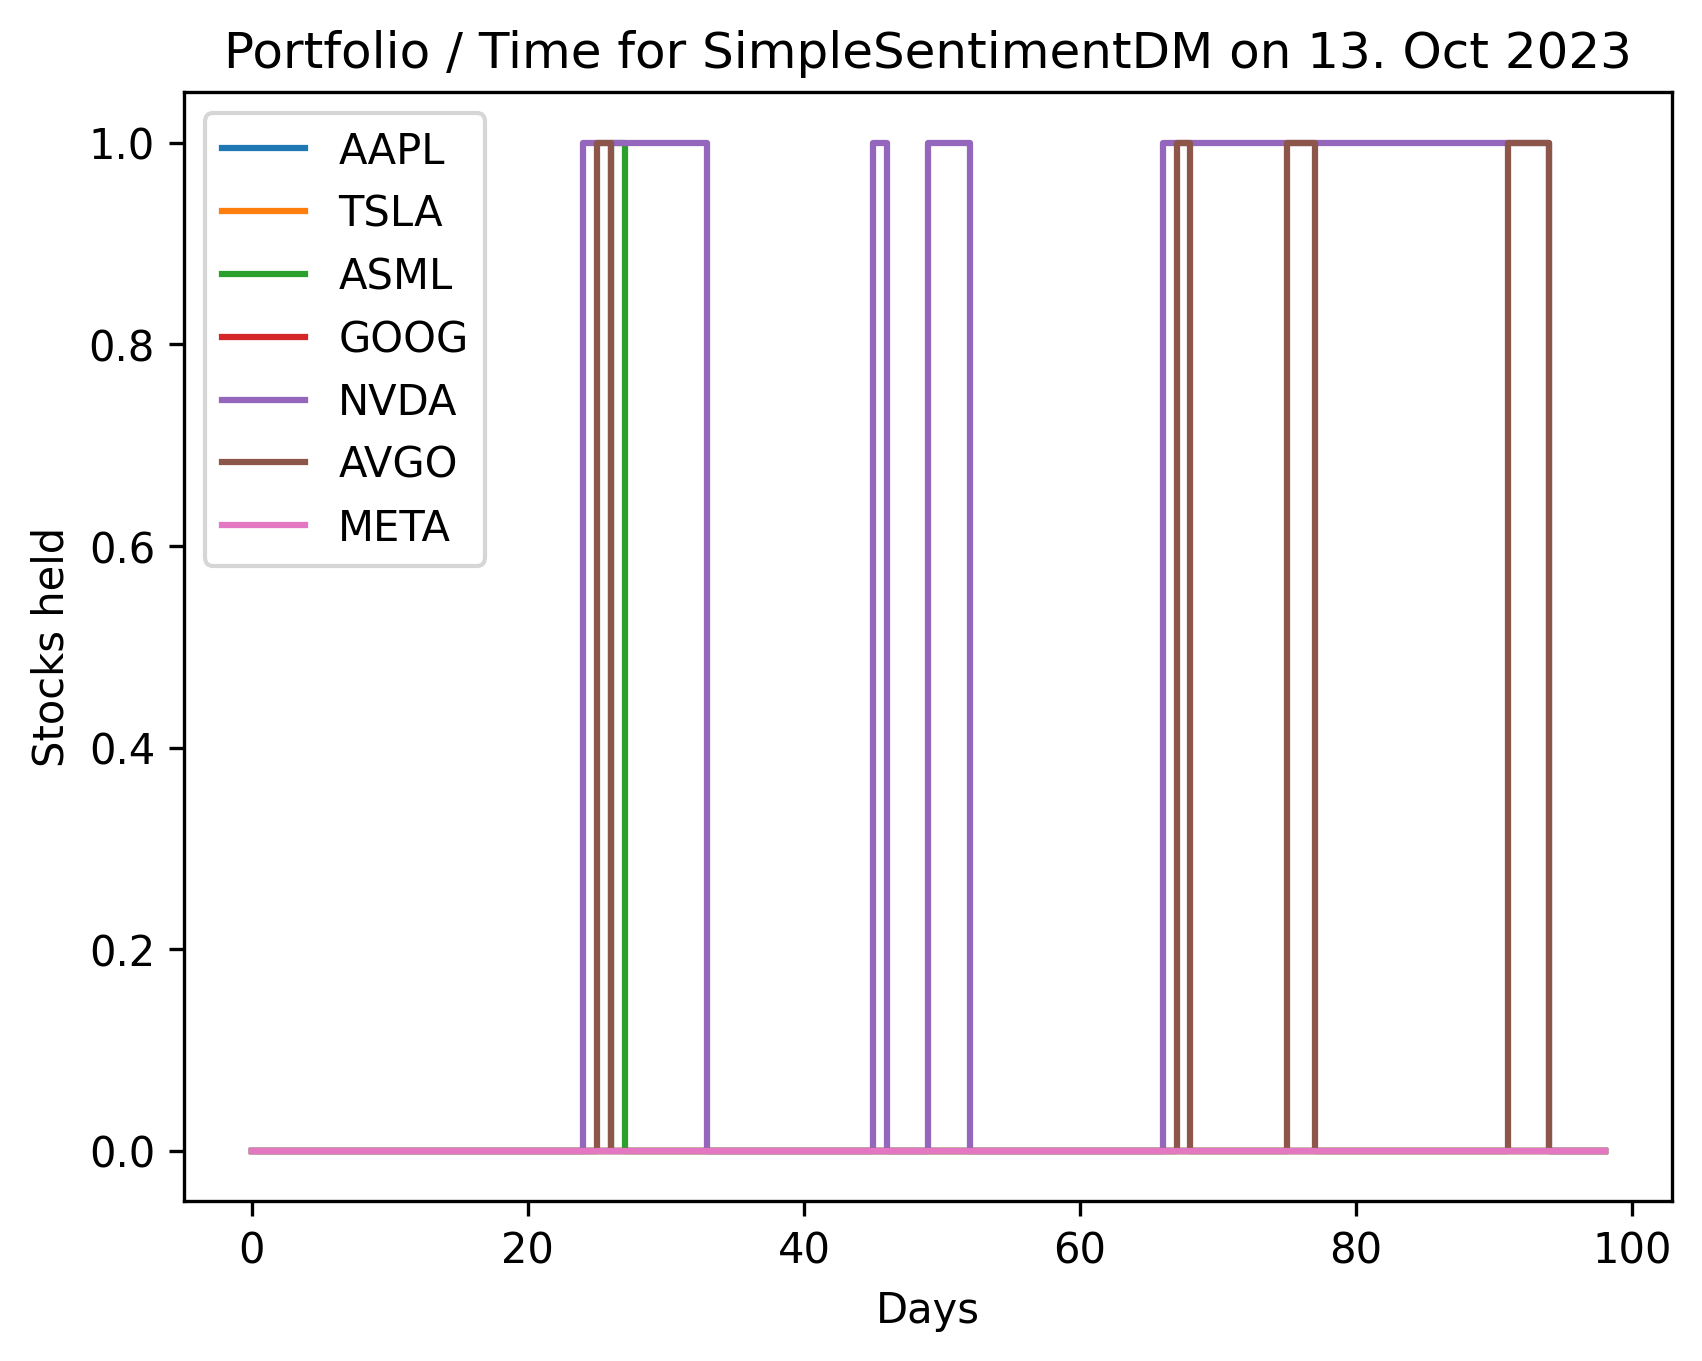 Portfolio / Time for SimpleSentimentDM on 13. Oct 2023
AAPL
TSLA
ASML
GOOG
NVDA
AVGO
META
Stocks held
1.0
0.8
0.6
0.4
0.2
0.0
0 20 40 60 80 100
Days